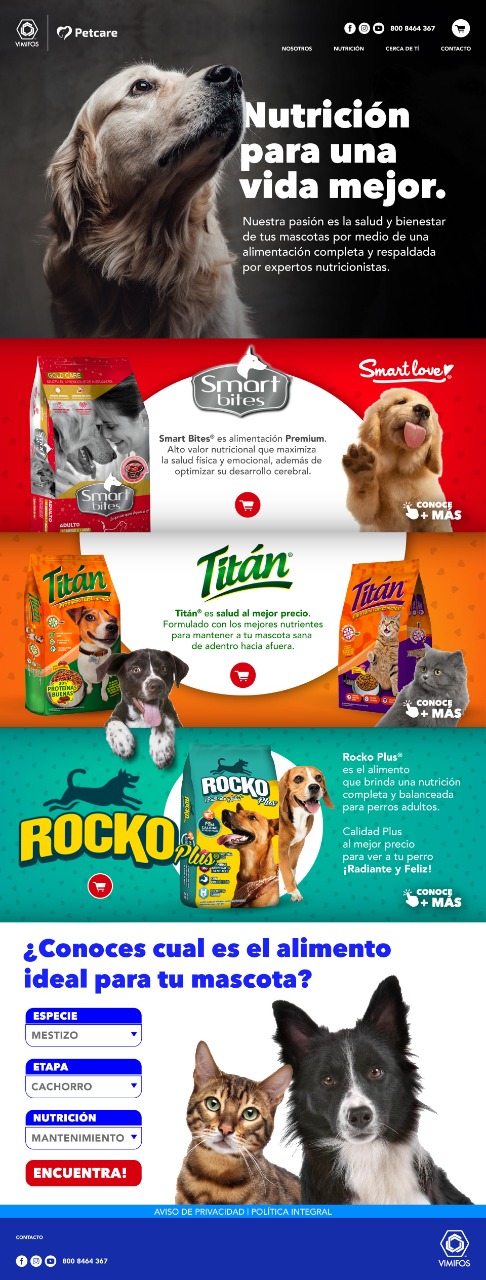 VIMIFOS
Petcare
800 8464 367
NOSOTROS
NUTRICIÓN
CERCA DE TÍ
CONTACTO
Nutrición
para una
vida mejor.
Nuestra pasión es la salud y bienestar
de tus mascotas por medio de una
alimentación completa y respaldada
por expertos nutricionistas.
GOLD CARE
Smart
bites
ADULTO
Smart
bites
Smart Bites® es alimentación Premium.
Alto valor nutricional que maximiza
la salud física y emocional, además de
optimizar su desarrollo cerebral.
Smart love®
CONOCE
+ MÁS
Titán
20%
PROTEÍNAS
BUENAS
Titán®
Titán® es salud al mejor precio.
Formulado con los mejores nutrientes
para mantener a tu mascota sana
de adentro hacia afuera.
Titán
CONOCE
+ MÁS
ROCKO
Plus®
ROCKO
Plus
Rocko Plus®
es el alimento
que brinda una nutrición
completa y balanceada
para perros adultos.
Calidad Plus
al mejor precio
para ver a tu perro
¡Radiante y Feliz!
CONOCE
+ MÁS
¿Conoces cual es el alimento
ideal para tu mascota?
ESPECIE
MESTIZO
ETAPA
CACHORRO
NUTRICIÓN
MANTENIMIENTO
ENCUENTRA!
AVISO DE PRIVACIDAD | POLÍTICA INTEGRAL
CONTACTO
800 8464 367
VIMIFOS